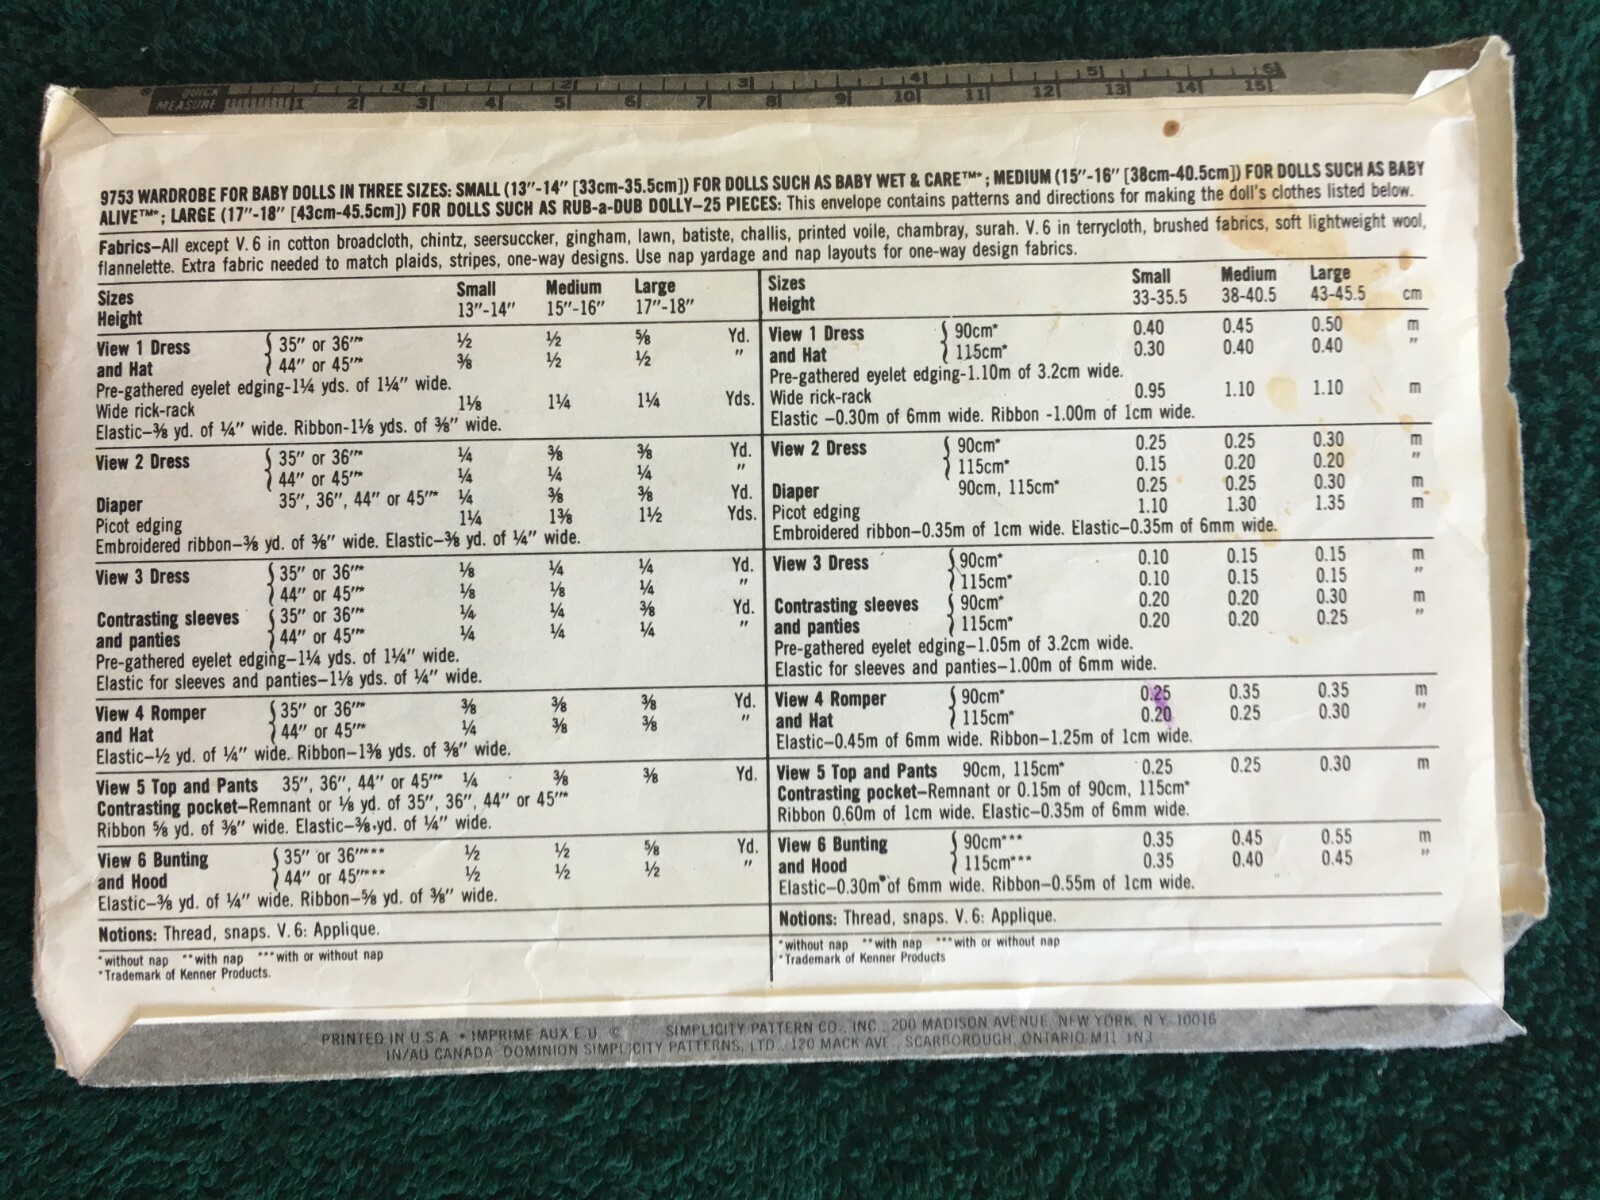 QUICK
MEASURE
1 2 3 4 5 6
1 2 3 4 5 6 7 8 9 10 11 12 13 14 15
9753 WARDROBE FOR BABY DOLLS IN THREE SIZES: SMALL (13"-14" [33cm-35.5cm]) FOR DOLLS SUCH AS BABY WET & CARE™*; MEDIUM (15"-16" [38cm-40.5cm]) FOR DOLLS SUCH AS BABY
ALIVE™*; LARGE (17"-18" [43cm-45.5cm]) FOR DOLLS SUCH AS RUB-a-DUB DOLLY–25 PIECES: This envelope contains patterns and directions for making the doll's clothes listed below.
Fabrics–All except V. 6 in cotton broadcloth, chintz, seersuccker, gingham, lawn, batiste, challis, printed voile, chambray, surah. V. 6 in terrycloth, brushed fabrics, soft lightweight wool,
flannelette. Extra fabric needed to match plaids, stripes, one-way designs. Use nap yardage and nap layouts for one-way design fabrics.
Sizes Small Medium Large
Height 13"-14" 15"-16" 17"-18"
View 1 Dress { 35" or 36"** ½ ½ ⅝ Yd.
and Hat 44" or 45"** ⅜ ½ ½ "
Pre-gathered eyelet edging-1¼ yds. of 1¼" wide.
Wide rick-rack 1⅛ 1¼ 1¼ Yds.
Elastic–⅜ yd. of ¼" wide. Ribbon-1⅛ yds. of ⅜" wide.
View 2 Dress { 35" or 36"** ¼ ⅜ ⅜ Yd.
44" or 45"** ¼ ¼ ¼ "
Diaper 35", 36", 44" or 45"** ¼ ⅜ ⅜ Yd.
Picot edging 1¼ 1⅜ 1½ Yds.
Embroidered ribbon–⅜ yd. of ⅜" wide. Elastic–⅜ yd. of ¼" wide.
View 3 Dress { 35" or 36"** ⅛ ¼ ¼ Yd.
44" or 45"** ⅛ ⅛ ¼ "
Contrasting sleeves { 35" or 36"** ¼ ¼ ⅜ Yd.
and panties 44" or 45"** ¼ ¼ ¼ "
Pre-gathered eyelet edging–1¼ yds. of 1¼" wide.
Elastic for sleeves and panties–1⅛ yds. of ¼" wide.
View 4 Romper { 35" or 36"** ⅜ ⅜ ⅜ Yd.
and Hat 44" or 45"** ¼ ⅜ ⅜ "
Elastic–½ yd. of ¼" wide. Ribbon–1⅜ yds. of ⅜" wide.
View 5 Top and Pants 35", 36", 44" or 45"** ¼ ⅜ ⅜ Yd.
Contrasting pocket–Remnant or ⅛ yd. of 35", 36", 44" or 45"**
Ribbon ⅝ yd. of ⅜" wide. Elastic–⅜ yd. of ¼" wide.
View 6 Bunting { 35" or 36"*** ½ ½ ⅝ Yd.
and Hood 44" or 45"*** ½ ½ ½ "
Elastic–⅜ yd. of ¼" wide. Ribbon–⅝ yd. of ⅜" wide.
Notions: Thread, snaps. V. 6: Applique.
*without nap **with nap ***with or without nap
*Trademark of Kenner Products.
Sizes Small Medium Large
Height 33-35.5 38-40.5 43-45.5 cm
View 1 Dress { 90cm* 0.40 0.45 0.50 m
and Hat 115cm* 0.30 0.40 0.40 "
Pre-gathered eyelet edging-1.10m of 3.2cm wide.
Wide rick-rack 0.95 1.10 1.10 m
Elastic –0.30m of 6mm wide. Ribbon -1.00m of 1cm wide.
View 2 Dress { 90cm* 0.25 0.25 0.30 m
115cm* 0.15 0.20 0.20 "
Diaper 90cm, 115cm* 0.25 0.25 0.30 m
Picot edging 1.10 1.30 1.35 m
Embroidered ribbon–0.35m of 1cm wide. Elastic–0.35m of 6mm wide.
View 3 Dress { 90cm* 0.10 0.15 0.15 m
115cm* 0.10 0.15 0.15 "
Contrasting sleeves { 90cm* 0.20 0.20 0.30 m
and panties 115cm* 0.20 0.20 0.25 "
Pre-gathered eyelet edging–1.05m of 3.2cm wide.
Elastic for sleeves and panties–1.00m of 6mm wide.
View 4 Romper { 90cm* 0.25 0.35 0.35 m
and Hat 115cm* 0.20 0.25 0.30 "
Elastic–0.45m of 6mm wide. Ribbon–1.25m of 1cm wide.
View 5 Top and Pants 90cm, 115cm* 0.25 0.25 0.30 m
Contrasting pocket–Remnant or 0.15m of 90cm, 115cm*
Ribbon 0.60m of 1cm wide. Elastic–0.35m of 6mm wide.
View 6 Bunting { 90cm*** 0.35 0.45 0.55 m
and Hood 115cm*** 0.35 0.40 0.45 "
Elastic–0.30m of 6mm wide. Ribbon–0.55m of 1cm wide.
Notions: Thread, snaps. V. 6: Applique.
*without nap **with nap ***with or without nap
*Trademark of Kenner Products
PRINTED IN U.S.A. • IMPRIME AUX E.U. © SIMPLICITY PATTERN CO., INC., 200 MADISON AVENUE, NEW YORK, N.Y. 10016
IN/AU CANADA DOMINION SIMPLICITY PATTERNS, LTD., 120 MACK AVE., SCARBOROUGH, ONTARIO M1L 1N3